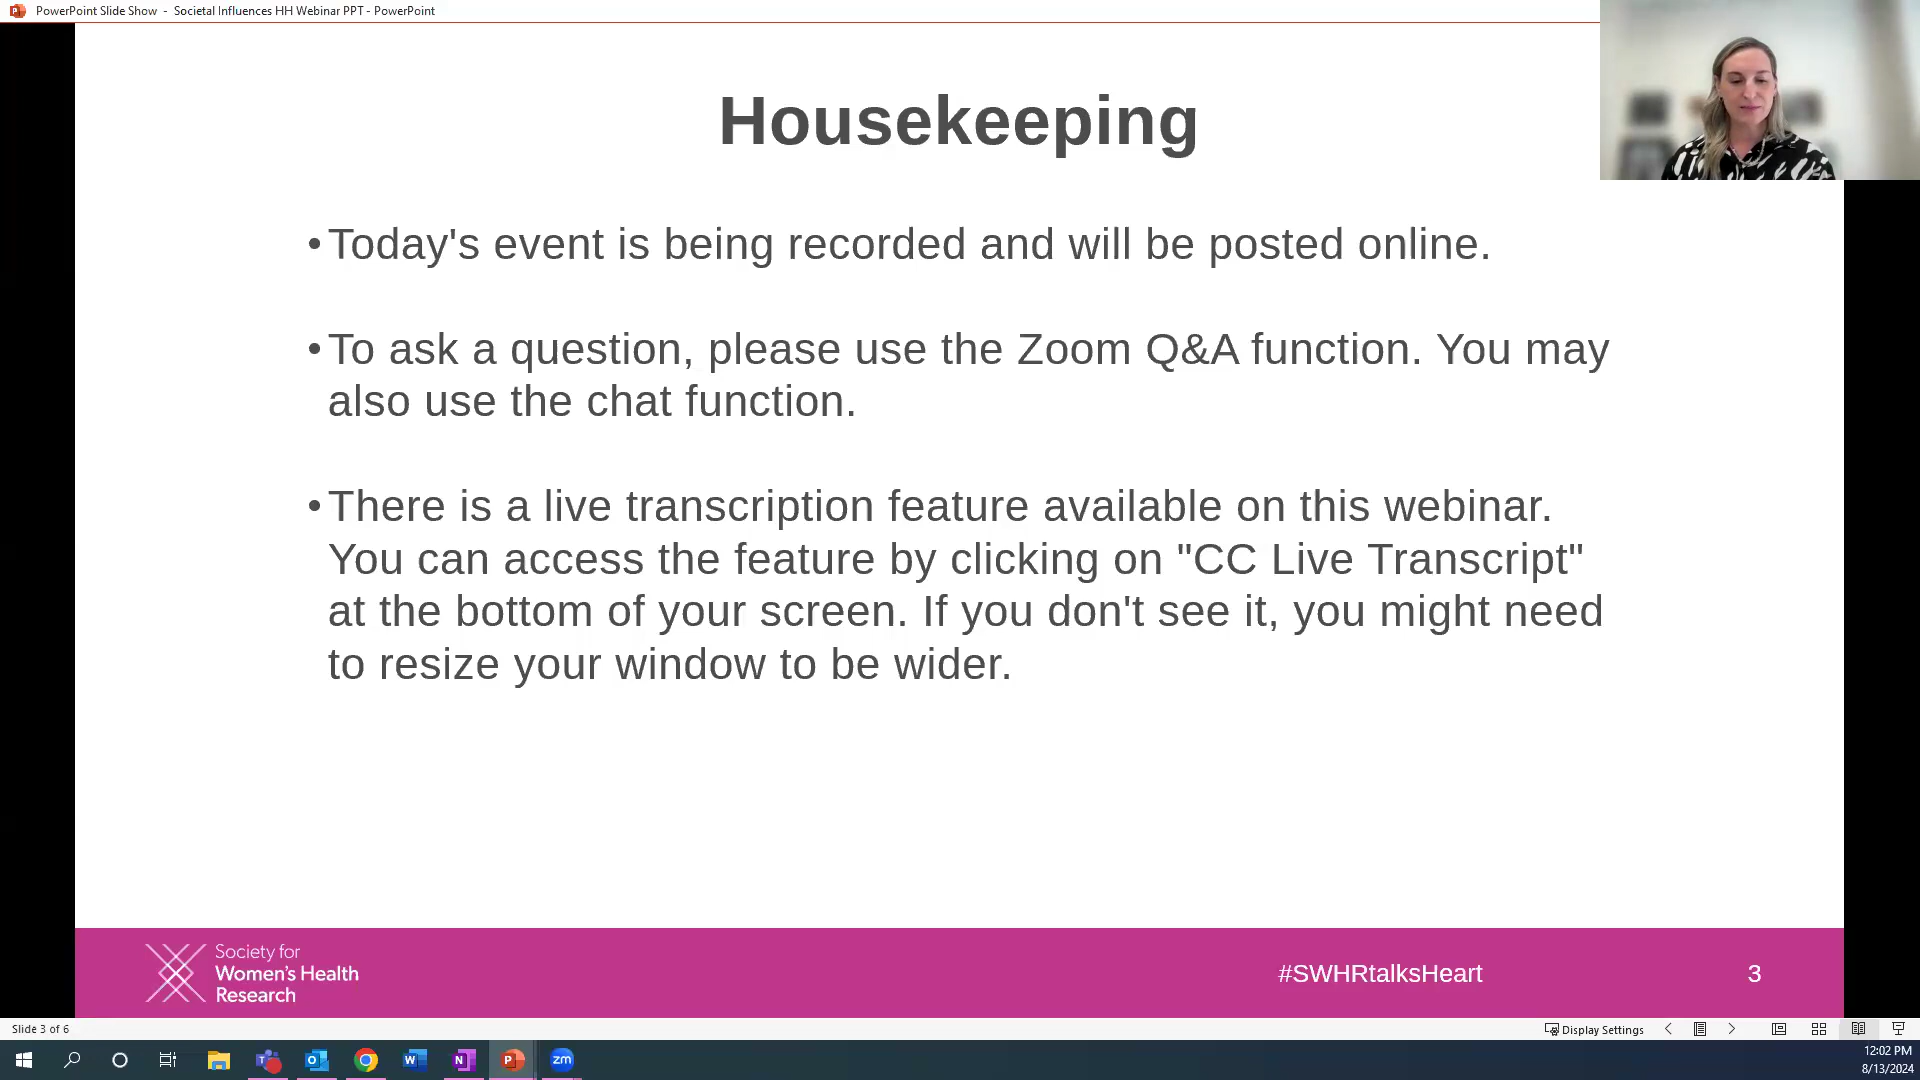 PowerPoint Slide Show - Societal Influences HH Webinar PPT - PowerPoint
Housekeeping
•Today's event is being recorded and will be posted online.
•To ask a question, please use the Zoom Q&A function. You may
also use the chat function.
•There is a live transcription feature available on this webinar.
You can access the feature by clicking on "CC Live Transcript"
at the bottom of your screen. If you don't see it, you might need
to resize your window to be wider.
Society for
Women's Health
Research
#SWHRtalksHeart
3
Slide 3 of 6
Display Settings
zm
12:02 PM
8/13/2024